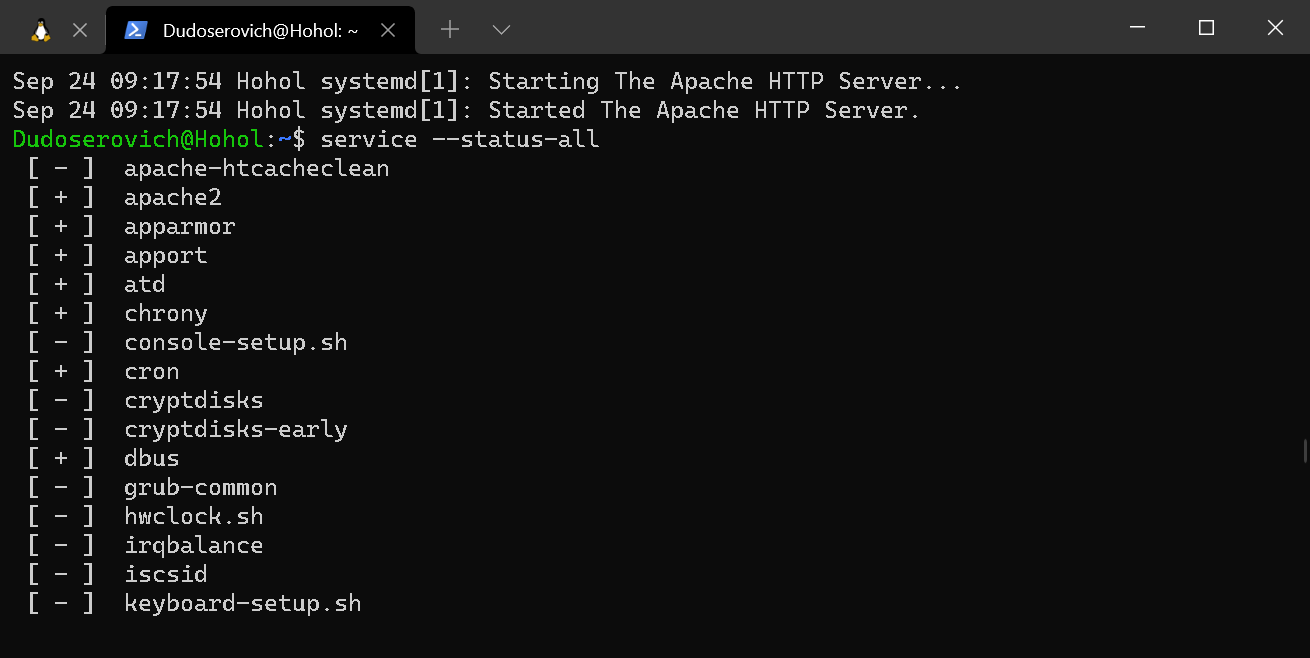 Dudoserovich@Hohol: ~
Sep 24 09:17:54 Hohol systemd[1]: Starting The Apache HTTP Server...
Sep 24 09:17:54 Hohol systemd[1]: Started The Apache HTTP Server.
Dudoserovich@Hohol:~$ service --status-all
[ - ]  apache-htcacheclean
[ + ]  apache2
[ + ]  apparmor
[ + ]  apport
[ + ]  atd
[ + ]  chrony
[ - ]  console-setup.sh
[ + ]  cron
[ - ]  cryptdisks
[ - ]  cryptdisks-early
[ + ]  dbus
[ - ]  grub-common
[ - ]  hwclock.sh
[ - ]  irqbalance
[ - ]  iscsid
[ - ]  keyboard-setup.sh